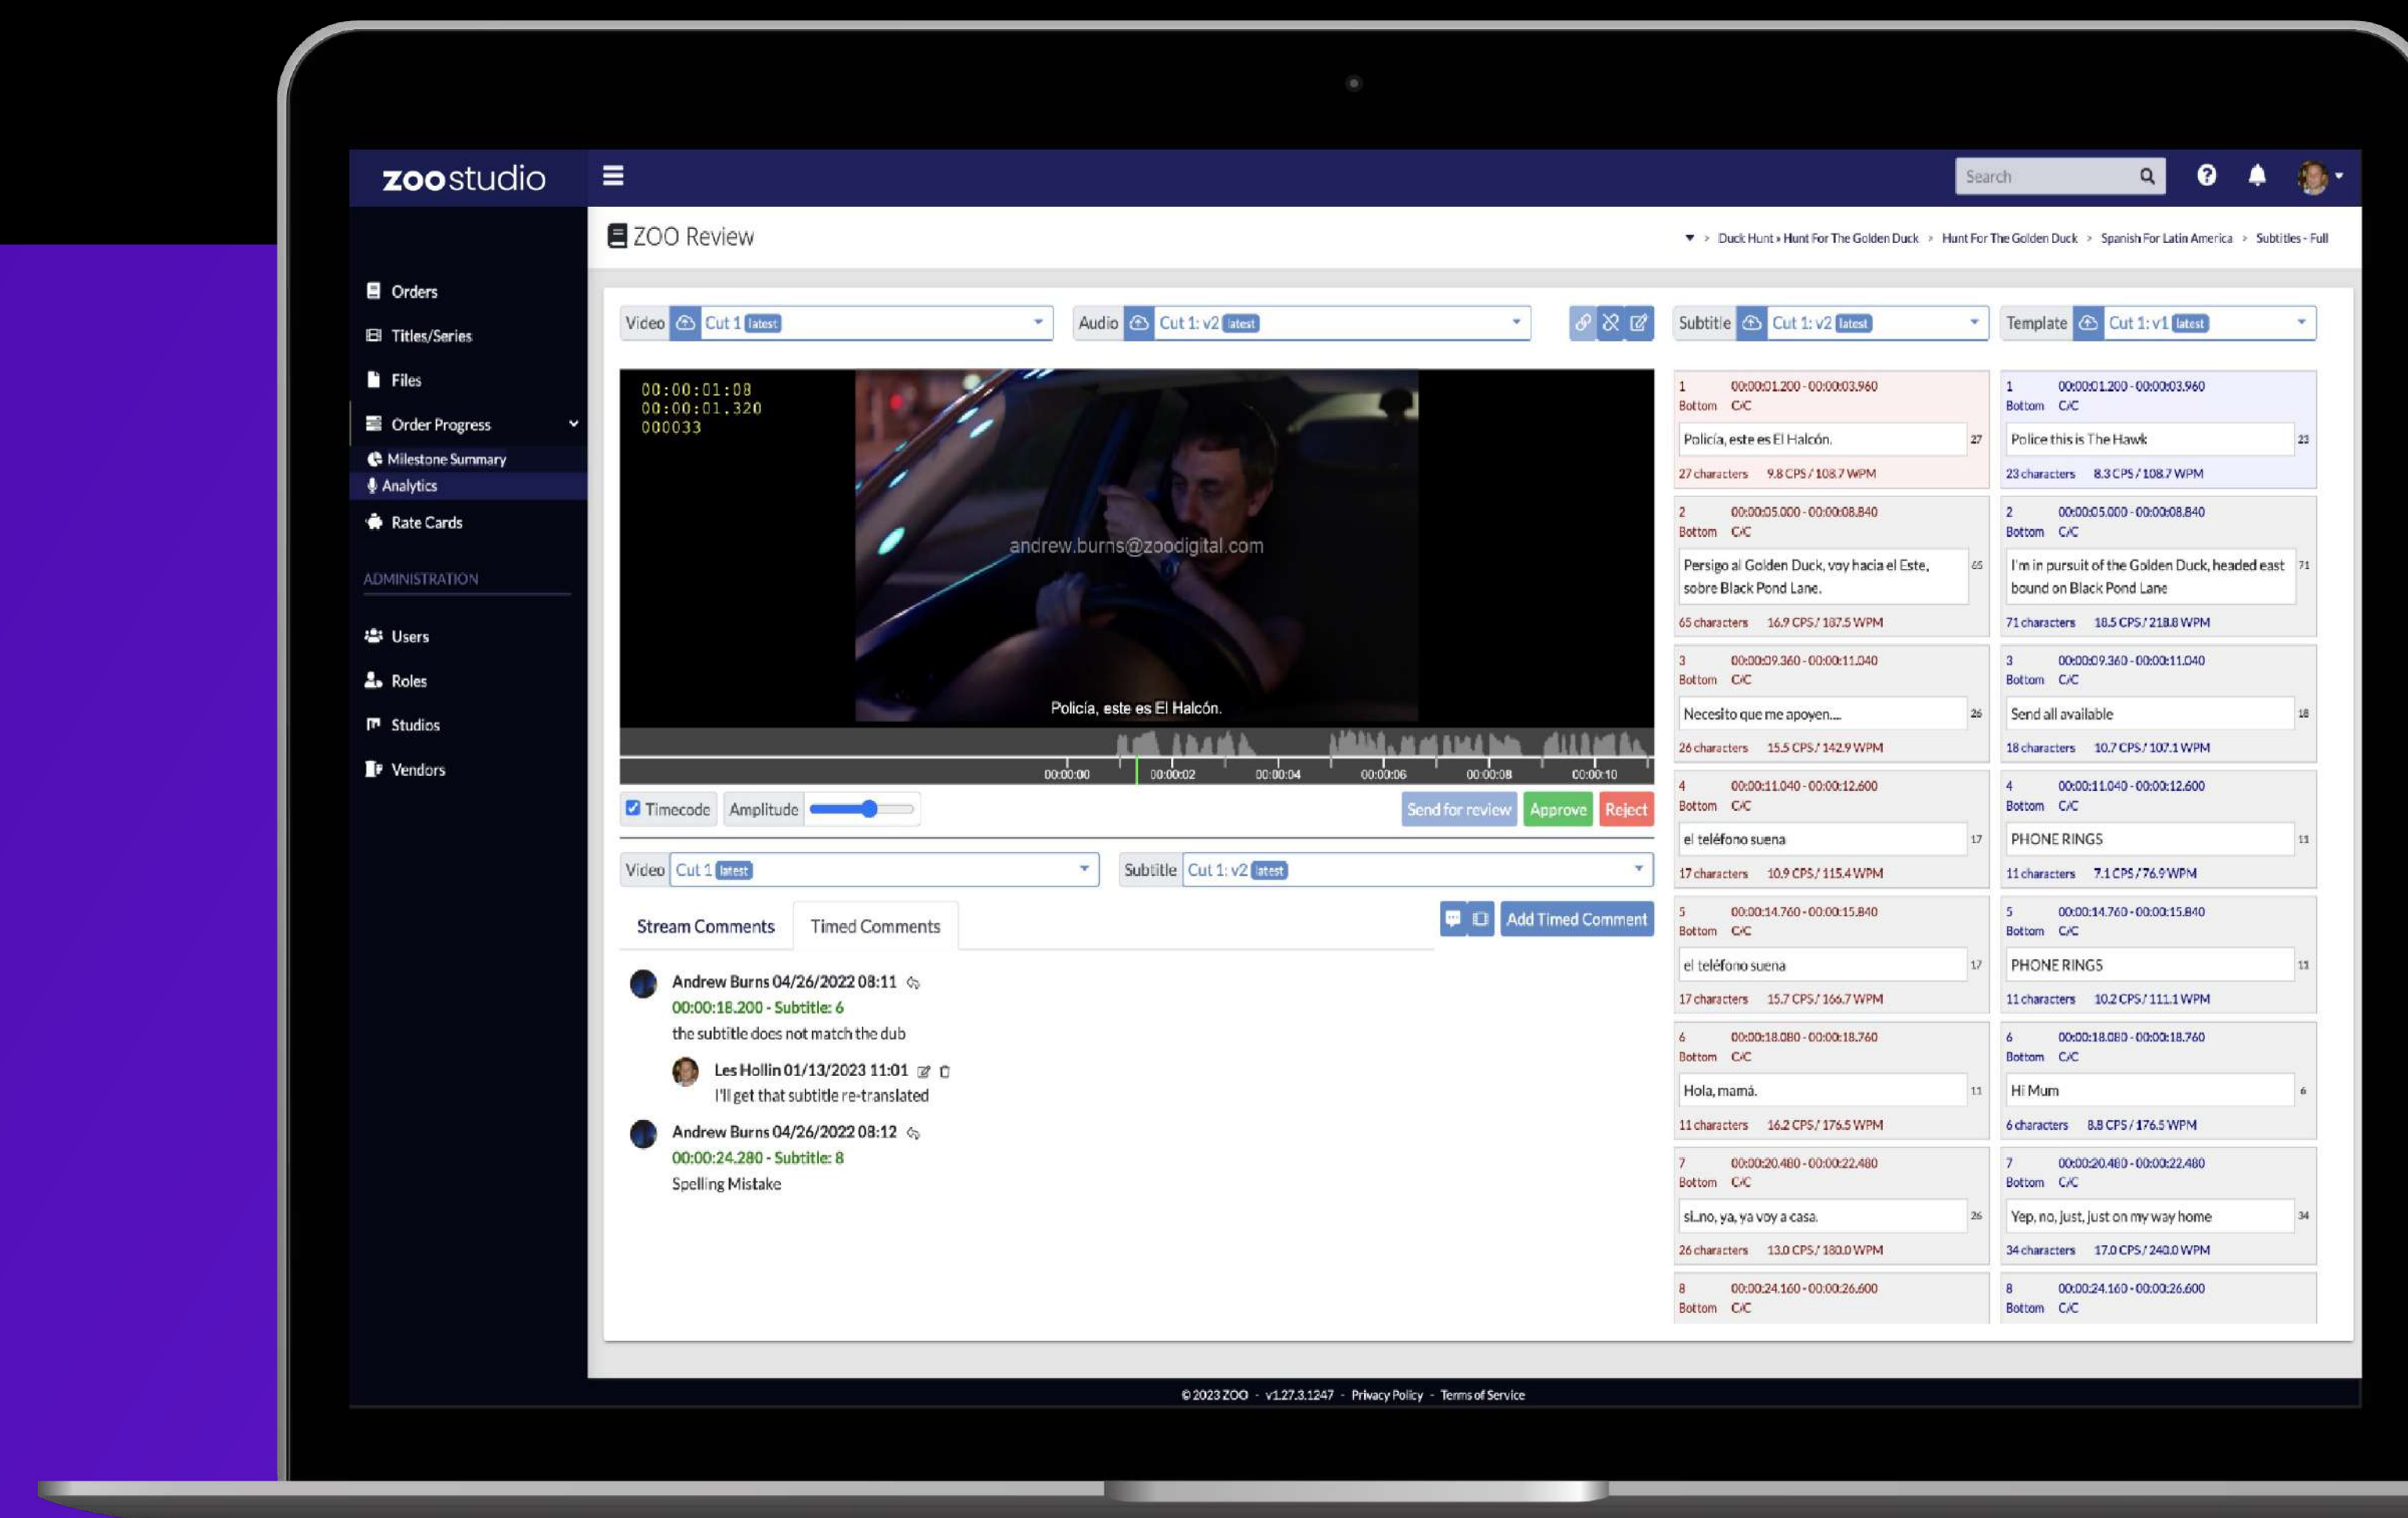 zoostudio
Search
ZOO Review
> Duck Hunt » Hunt For The Golden Duck > Hunt For The Golden Duck > Spanish For Latin America > Subtitles - Full
Orders
Titles/Series
Files
Order Progress
Milestone Summary
Analytics
Rate Cards
ADMINISTRATION
Users
Roles
Studios
Vendors
Video Cut 1 latest
Audio Cut 1: v2 latest
00:00:01:08
00:00:01.320
000033
andrew.burns@zoodigital.com
Policía, este es El Halcón.
00:00:00 00:00:02 00:00:04 00:00:06 00:00:08 00:00:10
Timecode Amplitude
Send for review Approve Reject
Video Cut 1 latest
Subtitle Cut 1: v2 latest
Stream Comments Timed Comments
Add Timed Comment
Andrew Burns 04/26/2022 08:11
00:00:18.200 - Subtitle: 6
the subtitle does not match the dub
Les Hollin 01/13/2023 11:01
I'll get that subtitle re-translated
Andrew Burns 04/26/2022 08:12
00:00:24.280 - Subtitle: 8
Spelling Mistake
Subtitle Cut 1: v2 latest
1 00:00:01.200 - 00:00:03.960
Bottom C/C
Policía, este es El Halcón. 27
27 characters 9.8 CPS / 108.7 WPM
2 00:00:05.000 - 00:00:08.840
Bottom C/C
Persigo al Golden Duck, voy hacia el Este, 65
sobre Black Pond Lane.
65 characters 16.9 CPS / 187.5 WPM
3 00:00:09.360 - 00:00:11.040
Bottom C/C
Necesito que me apoyen.... 26
26 characters 15.5 CPS / 142.9 WPM
4 00:00:11.040 - 00:00:12.600
Bottom C/C
el teléfono suena 17
17 characters 10.9 CPS / 115.4 WPM
5 00:00:14.760 - 00:00:15.840
Bottom C/C
el teléfono suena 17
17 characters 15.7 CPS / 166.7 WPM
6 00:00:18.080 - 00:00:18.760
Bottom C/C
Hola, mamá. 11
11 characters 16.2 CPS / 176.5 WPM
7 00:00:20.480 - 00:00:22.480
Bottom C/C
si...no, ya, ya voy a casa. 26
26 characters 13.0 CPS / 180.0 WPM
8 00:00:24.160 - 00:00:26.600
Bottom C/C
Template Cut 1: v1 latest
1 00:00:01.200 - 00:00:03.960
Bottom C/C
Police this is The Hawk 23
23 characters 8.3 CPS / 108.7 WPM
2 00:00:05.000 - 00:00:08.840
Bottom C/C
I'm in pursuit of the Golden Duck, headed east 71
bound on Black Pond Lane
71 characters 18.5 CPS / 218.8 WPM
3 00:00:09.360 - 00:00:11.040
Bottom C/C
Send all available 18
18 characters 10.7 CPS / 107.1 WPM
4 00:00:11.040 - 00:00:12.600
Bottom C/C
PHONE RINGS 11
11 characters 7.1 CPS / 76.9 WPM
5 00:00:14.760 - 00:00:15.840
Bottom C/C
PHONE RINGS 11
11 characters 10.2 CPS / 111.1 WPM
6 00:00:18.080 - 00:00:18.760
Bottom C/C
Hi Mum 6
6 characters 8.8 CPS / 176.5 WPM
7 00:00:20.480 - 00:00:22.480
Bottom C/C
Yep, no, just, just on my way home 34
34 characters 17.0 CPS / 240.0 WPM
8 00:00:24.160 - 00:00:26.600
Bottom C/C
© 2023 ZOO - v1.27.3.1247 - Privacy Policy - Terms of Service